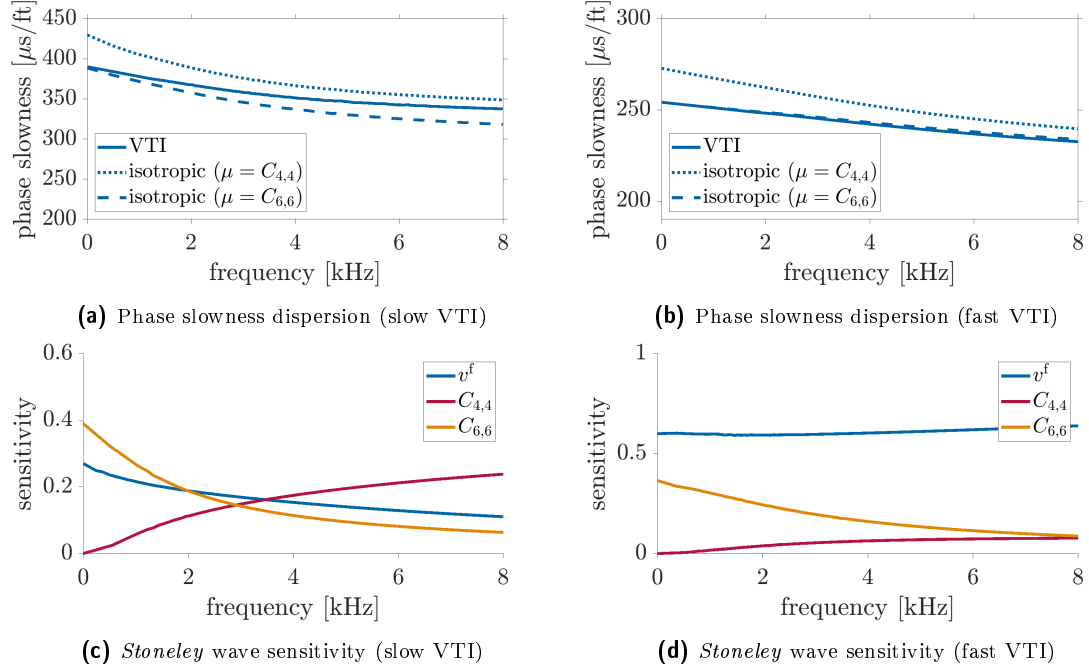 phase slowness [μs/ft]
450
400
350
300
250
200
VTI
isotropic (μ = C4,4)
isotropic (μ = C6,6)
0 2 4 6 8
frequency [kHz]
(a) Phase slowness dispersion (slow VTI)
phase slowness [μs/ft]
300
250
200
VTI
isotropic (μ = C4,4)
isotropic (μ = C6,6)
0 2 4 6 8
frequency [kHz]
(b) Phase slowness dispersion (fast VTI)
sensitivity
0.6
0.4
0.2
0
v^f
C4,4
C6,6
0 2 4 6 8
frequency [kHz]
(c) Stoneley wave sensitivity (slow VTI)
sensitivity
1
0.5
0
v^f
C4,4
C6,6
0 2 4 6 8
frequency [kHz]
(d) Stoneley wave sensitivity (fast VTI)